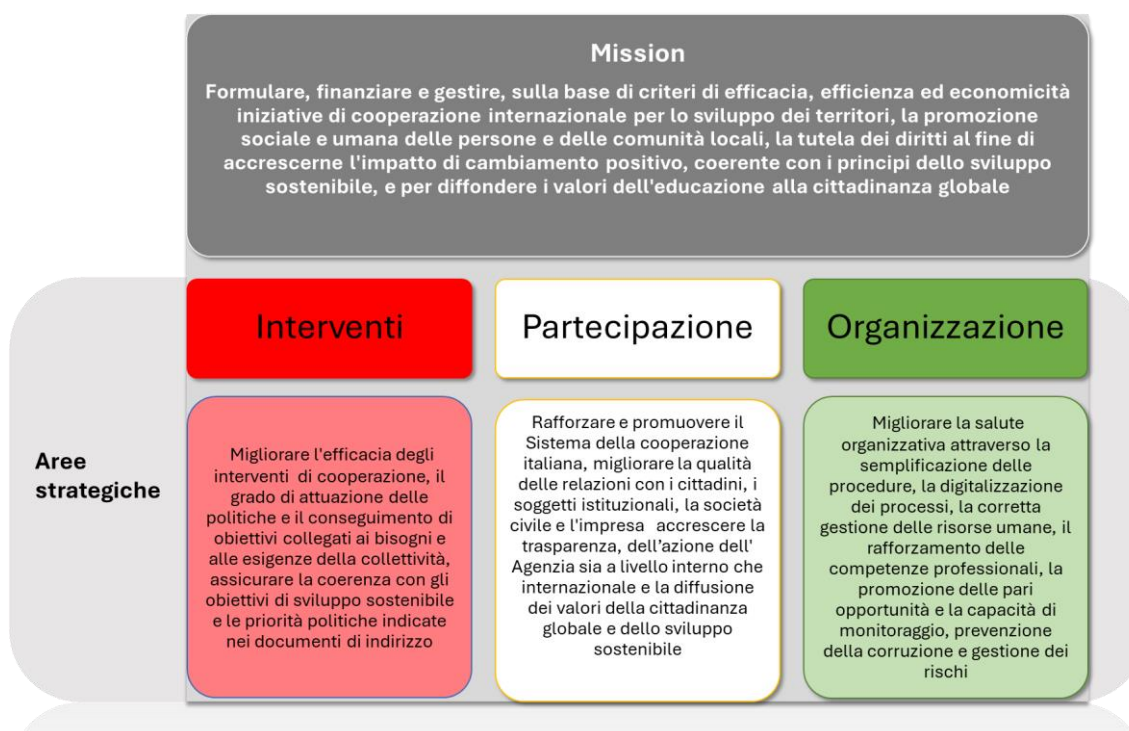 Mission
Formulare, finanziare e gestire, sulla base di criteri di efficacia, efficienza ed economicità
iniziative di cooperazione internazionale per lo sviluppo dei territori, la promozione
sociale e umana delle persone e delle comunità locali, la tutela dei diritti al fine di
accrescerne l'impatto di cambiamento positivo, coerente con i principi dello sviluppo
sostenibile, e per diffondere i valori dell'educazione alla cittadinanza globale
Aree
strategiche
Interventi
Migliorare l'efficacia degli
interventi di cooperazione, il
grado di attuazione delle
politiche e il conseguimento di
obiettivi collegati ai bisogni e
alle esigenze della collettività,
assicurare la coerenza con gli
obiettivi di sviluppo sostenibile
e le priorità politiche indicate
nei documenti di indirizzo
Partecipazione
Rafforzare e promuovere il
Sistema della cooperazione
italiana, migliorare la qualità
delle relazioni con i cittadini, i
soggetti istituzionali, la società
civile e l'impresa accrescere la
trasparenza, dell’azione dell'
Agenzia sia a livello interno che
internazionale e la diffusione
dei valori della cittadinanza
globale e dello sviluppo
sostenibile
Organizzazione
Migliorare la salute
organizzativa attraverso la
semplificazione delle
procedure, la digitalizzazione
dei processi, la corretta
gestione delle risorse umane, il
rafforzamento delle
competenze professionali, la
promozione delle pari
opportunità e la capacità di
monitoraggio, prevenzione
della corruzione e gestione dei
rischi